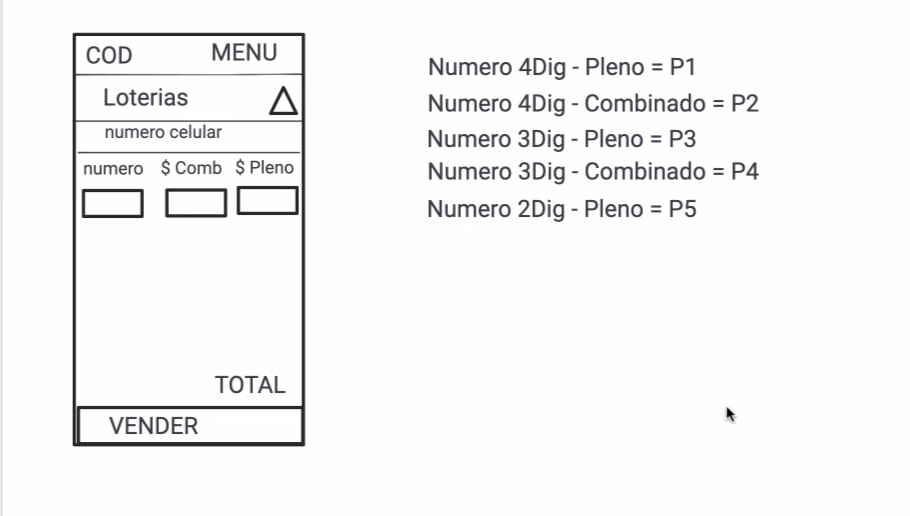 COD MENU
Loterias
numero celular
numero $ Comb $ Pleno
TOTAL
VENDER
Numero 4Dig - Pleno = P1
Numero 4Dig - Combinado = P2
Numero 3Dig - Pleno = P3
Numero 3Dig - Combinado = P4
Numero 2Dig - Pleno = P5